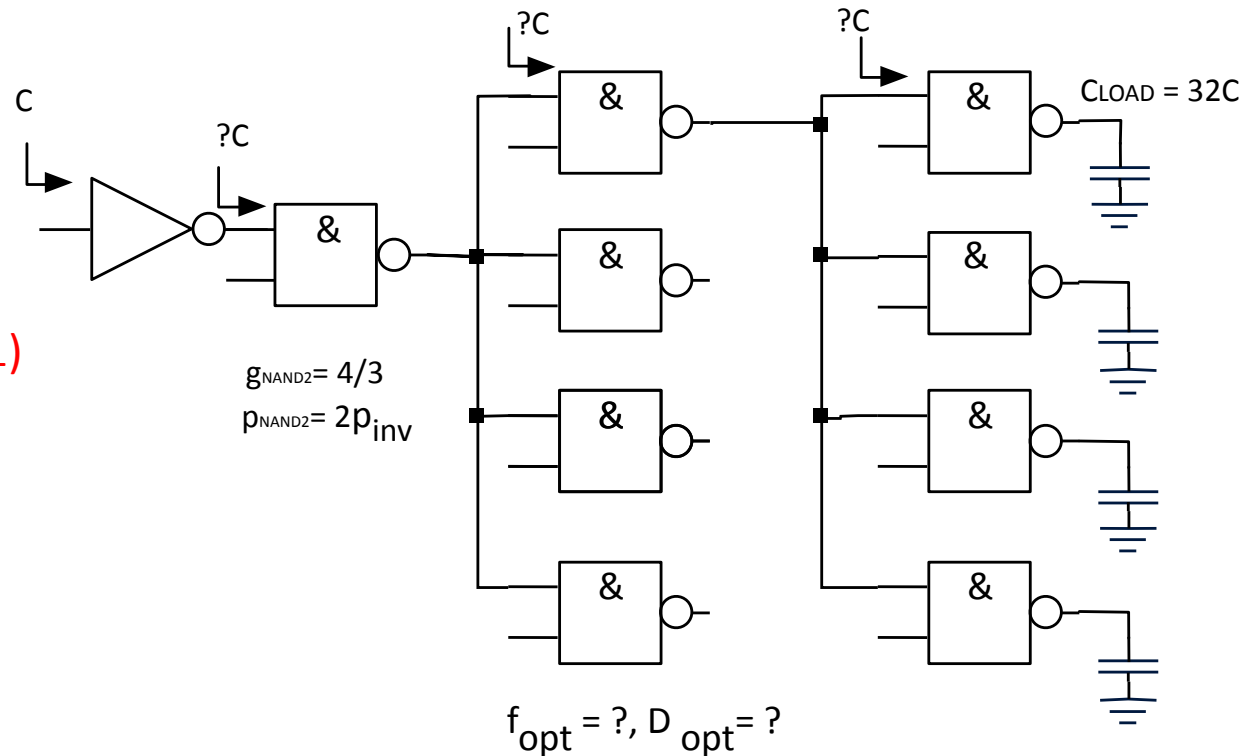 ?C
?C
C
?C
&
&
&
&
&
&
&
&
&
CLOAD = 32C
gNAND2= 4/3
pNAND2= 2pinv
fopt = ?, D opt= ?